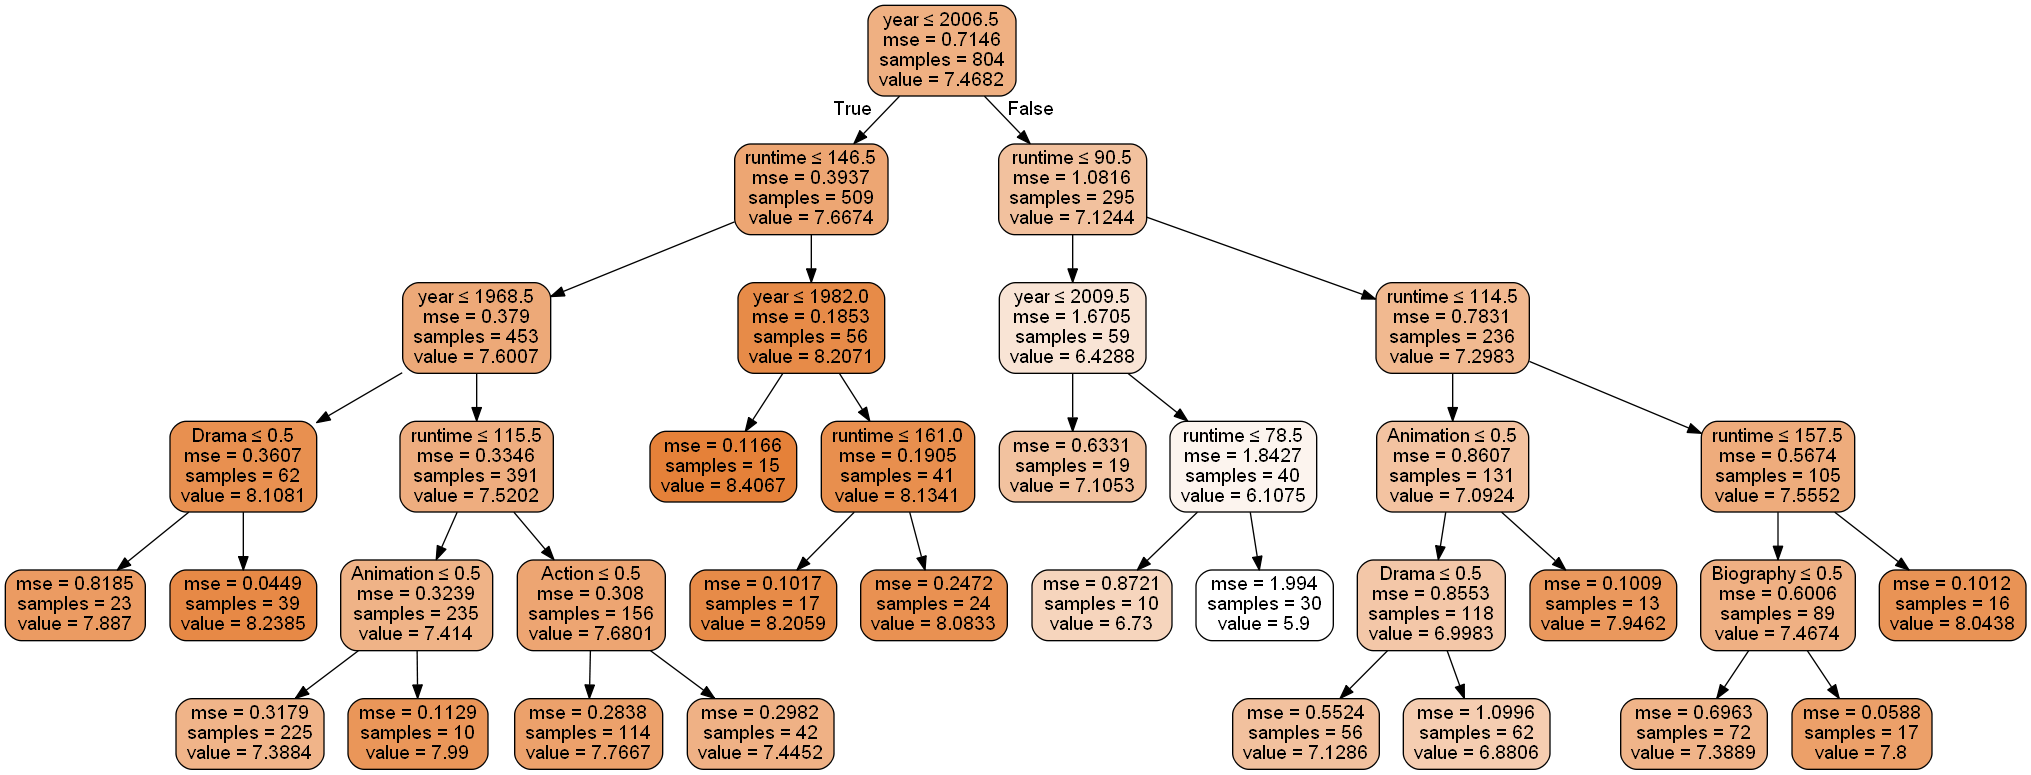 year ≤ 2006.5
mse = 0.7146
samples = 804
value = 7.4682
True
False
runtime ≤ 146.5
mse = 0.3937
samples = 509
value = 7.6674
runtime ≤ 90.5
mse = 1.0816
samples = 295
value = 7.1244
year ≤ 1968.5
mse = 0.379
samples = 453
value = 7.6007
year ≤ 1982.0
mse = 0.1853
samples = 56
value = 8.2071
year ≤ 2009.5
mse = 1.6705
samples = 59
value = 6.4288
runtime ≤ 114.5
mse = 0.7831
samples = 236
value = 7.2983
Drama ≤ 0.5
mse = 0.3607
samples = 62
value = 8.1081
runtime ≤ 115.5
mse = 0.3346
samples = 391
value = 7.5202
mse = 0.1166
samples = 15
value = 8.4067
runtime ≤ 161.0
mse = 0.1905
samples = 41
value = 8.1341
mse = 0.6331
samples = 19
value = 7.1053
runtime ≤ 78.5
mse = 1.8427
samples = 40
value = 6.1075
Animation ≤ 0.5
mse = 0.8607
samples = 131
value = 7.0924
runtime ≤ 157.5
mse = 0.5674
samples = 105
value = 7.5552
mse = 0.8185
samples = 23
value = 7.887
mse = 0.0449
samples = 39
value = 8.2385
Animation ≤ 0.5
mse = 0.3239
samples = 235
value = 7.414
Action ≤ 0.5
mse = 0.308
samples = 156
value = 7.6801
mse = 0.1017
samples = 17
value = 8.2059
mse = 0.2472
samples = 24
value = 8.0833
mse = 0.8721
samples = 10
value = 6.73
mse = 1.994
samples = 30
value = 5.9
Drama ≤ 0.5
mse = 0.8553
samples = 118
value = 6.9983
mse = 0.1009
samples = 13
value = 7.9462
Biography ≤ 0.5
mse = 0.6006
samples = 89
value = 7.4674
mse = 0.1012
samples = 16
value = 8.0438
mse = 0.3179
samples = 225
value = 7.3884
mse = 0.1129
samples = 10
value = 7.99
mse = 0.2838
samples = 114
value = 7.7667
mse = 0.2982
samples = 42
value = 7.4452
mse = 0.5524
samples = 56
value = 7.1286
mse = 1.0996
samples = 62
value = 6.8806
mse = 0.6963
samples = 72
value = 7.3889
mse = 0.0588
samples = 17
value = 7.8